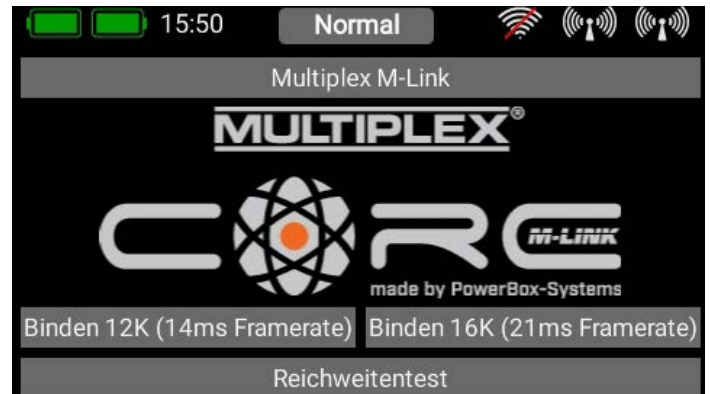 15:50 Normal
Multiplex M-Link
MULTIPLEX®
CORE M-LINK
made by PowerBox-Systems
Binden 12K (14ms Framerate) Binden 16K (21ms Framerate)
Reichweitentest